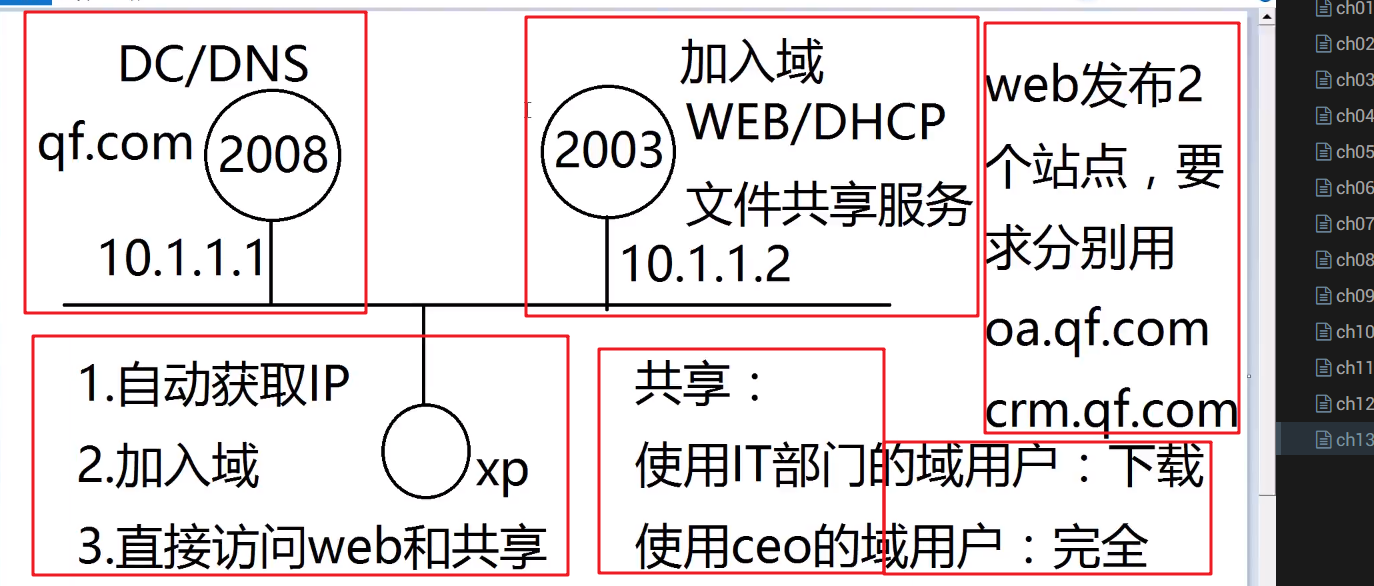 DC/DNS
qf.com
2008
10.1.1.1
加入域
2003
WEB/DHCP
文件共享服务
10.1.1.2
web发布2
个站点，要
求分别用
oa.qf.com
crm.qf.com
1.自动获取IP
2.加入域
xp
3.直接访问web和共享
共享：
使用IT部门的域用户：下载
使用ceo的域用户：完全
ch01
ch02
ch03
ch04
ch05
ch06
ch07
ch08
ch09
ch10
ch11
ch12
ch13